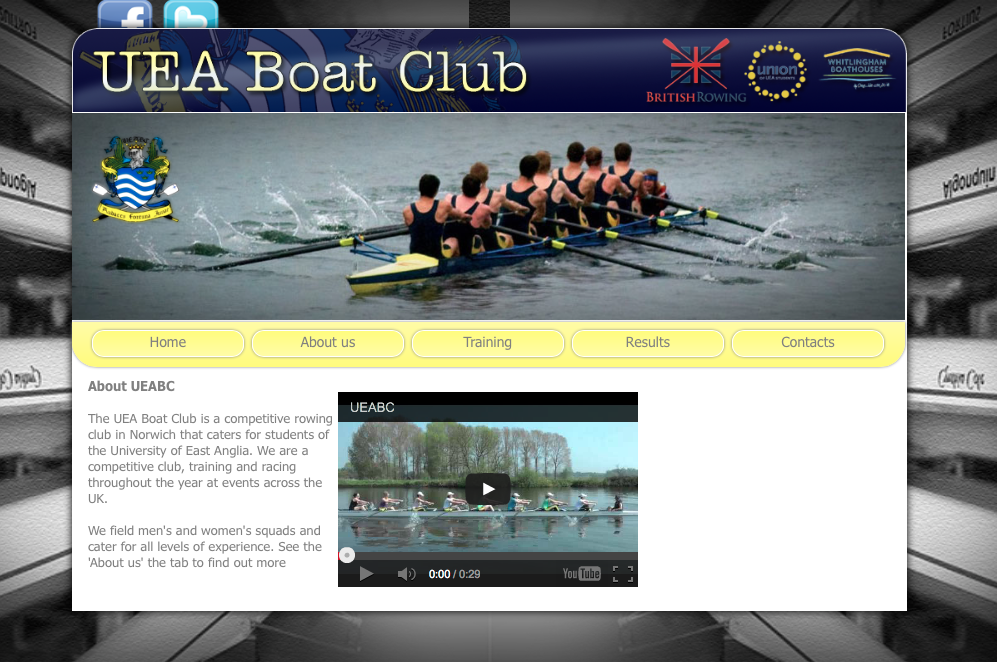 UEA Boat Club
BRITISHROWING
union
WHITLINGHAM
BOATHOUSES
Home
About us
Training
Results
Contacts
About UEABC
The UEA Boat Club is a competitive rowing
club in Norwich that caters for students of
the University of East Anglia. We are a
competitive club, training and racing
throughout the year at events across the
UK.
We field men's and women's squads and
cater for all levels of experience. See the
'About us' the tab to find out more
UEABC
0:00 / 0:29
YouTube